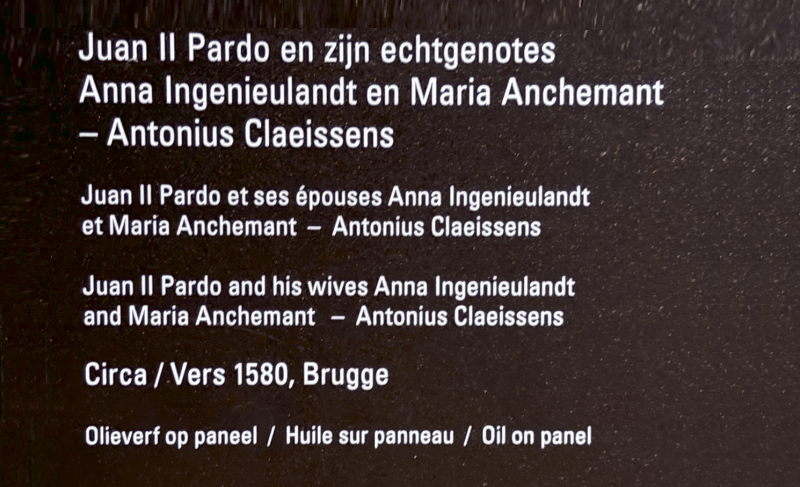 Juan II Pardo en zijn echtgenotes
Anna Ingenieulandt en Maria Anchemant
– Antonius Claeissens
Juan II Pardo et ses épouses Anna Ingenieulandt
et Maria Anchemant – Antonius Claeissens
Juan II Pardo and his wives Anna Ingenieulandt
and Maria Anchemant – Antonius Claeissens
Circa / Vers 1580, Brugge
Olieverf op paneel / Huile sur panneau / Oil on panel